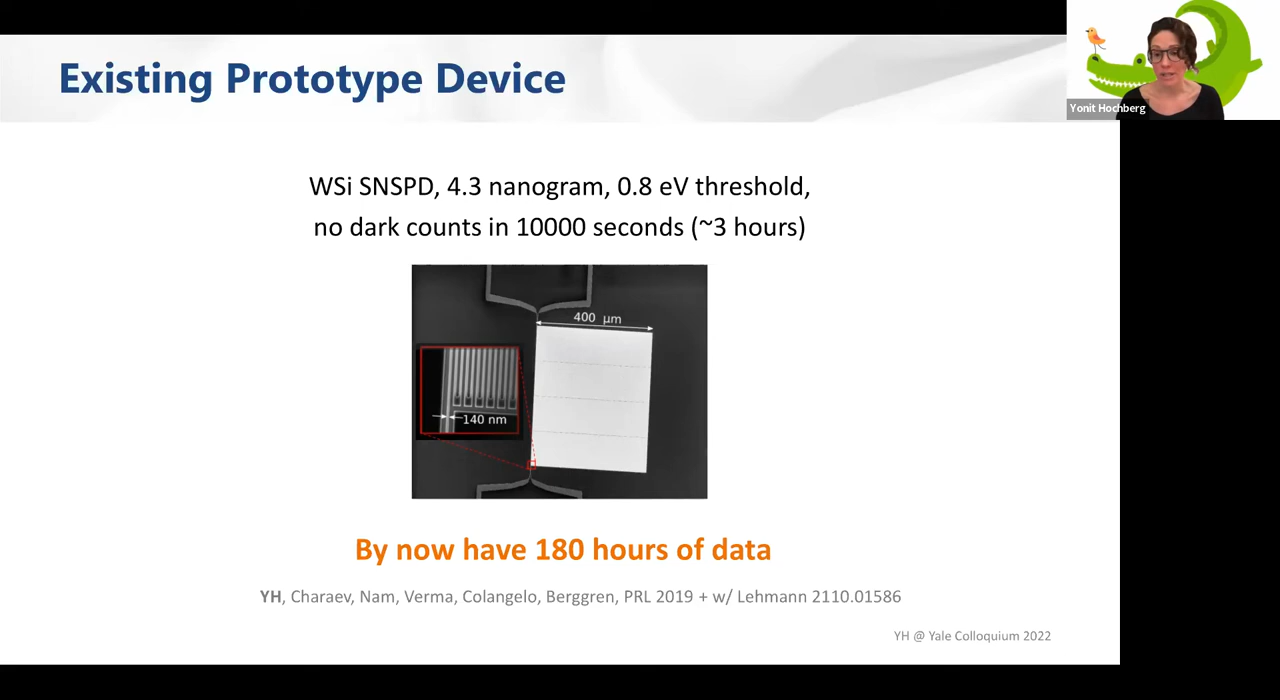 Existing Prototype Device
Yonit Hochberg
WSi SNSPD, 4.3 nanogram, 0.8 eV threshold,
no dark counts in 10000 seconds (~3 hours)
400 μm
140 nm
By now have 180 hours of data
YH, Charaev, Nam, Verma, Colangelo, Berggren, PRL 2019 + w/ Lehmann 2110.01586
YH @ Yale Colloquium 2022